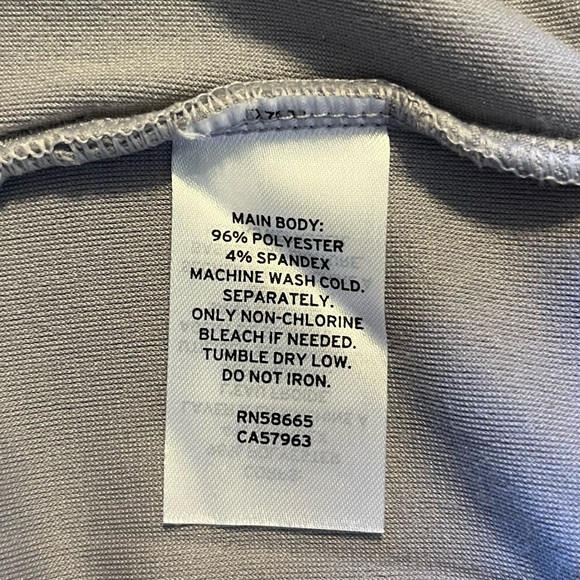 MAIN BODY:
96% POLYESTER
4% SPANDEX
MACHINE WASH COLD.
SEPARATELY.
ONLY NON-CHLORINE
BLEACH IF NEEDED.
TUMBLE DRY LOW.
DO NOT IRON.
RN58665
CA57963